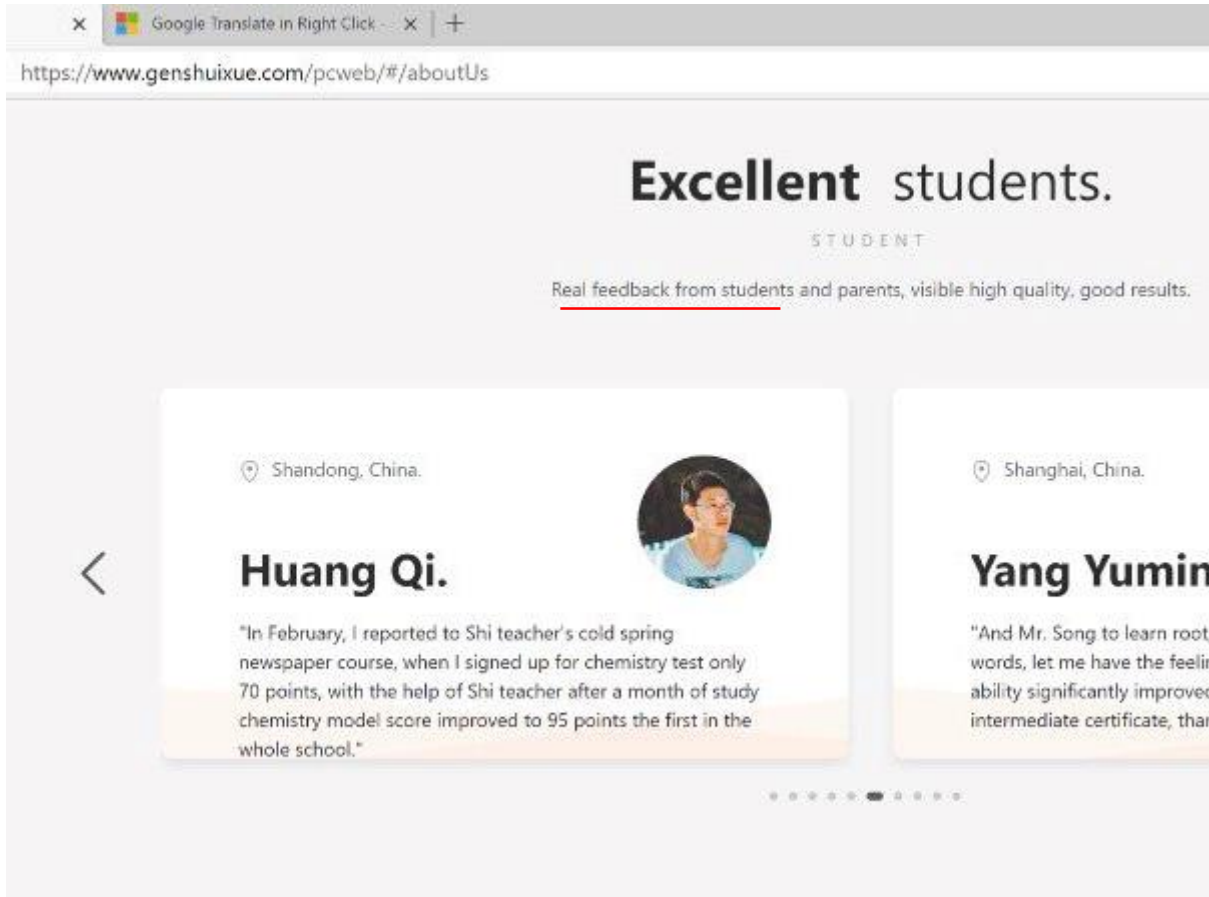 Google Translate in Right Click -
https://www.genshuixue.com/pcweb/#/aboutUs
Excellent students.
STUDENT
Real feedback from students and parents, visible high quality, good results.
Shandong, China.
Huang Qi.
"In February, I reported to Shi teacher's cold spring
newspaper course, when I signed up for chemistry test only
70 points, with the help of Shi teacher after a month of study
chemistry model score improved to 95 points the first in the
whole school."
Shanghai, China.
Yang Yumin
"And Mr. Song to learn root,
words, let me have the feelin
ability significantly improved
intermediate certificate, than